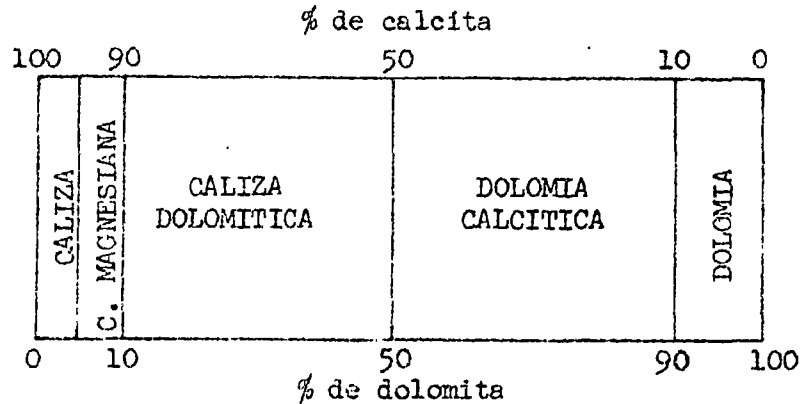 % de calcita
100 90 50 10 0
CALIZA
C. MAGNESIANA
CALIZA
DOLOMITICA
DOLOMIA
CALCITICA
DOLOMIA
0 10 50 90 100
% de dolomita